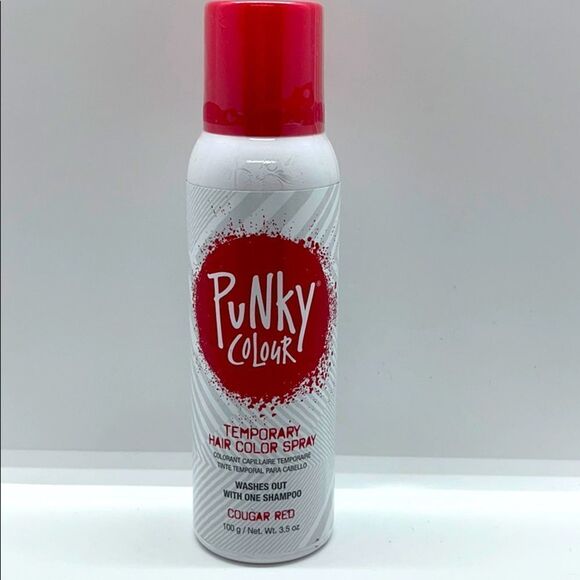 PUNKY
COLOUR®
TEMPORARY
HAIR COLOR SPRAY
COLORANT CAPILLAIRE TEMPORAIRE
TINTE TEMPORAL PARA CABELLO
WASHES OUT
WITH ONE SHAMPOO
COUGAR RED
100 g / Net. Wt. 3.5 oz